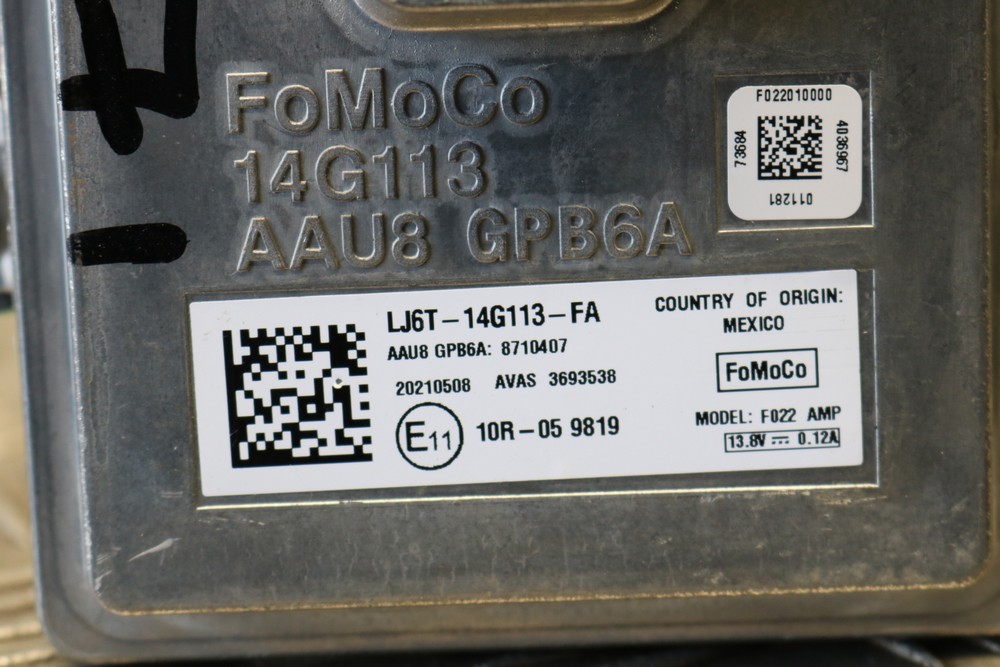 FoMoCo
14G113
AAU8 GPB6A
F022010000
73684
4036967
011281
LJ6T-14G113-FA
AAU8 GPB6A: 8710407
20210508 AVAS 3693538
E11 10R-05 9819
COUNTRY OF ORIGIN:
MEXICO
FoMoCo
MODEL: F022 AMP
13.8V ⎓ 0.12A